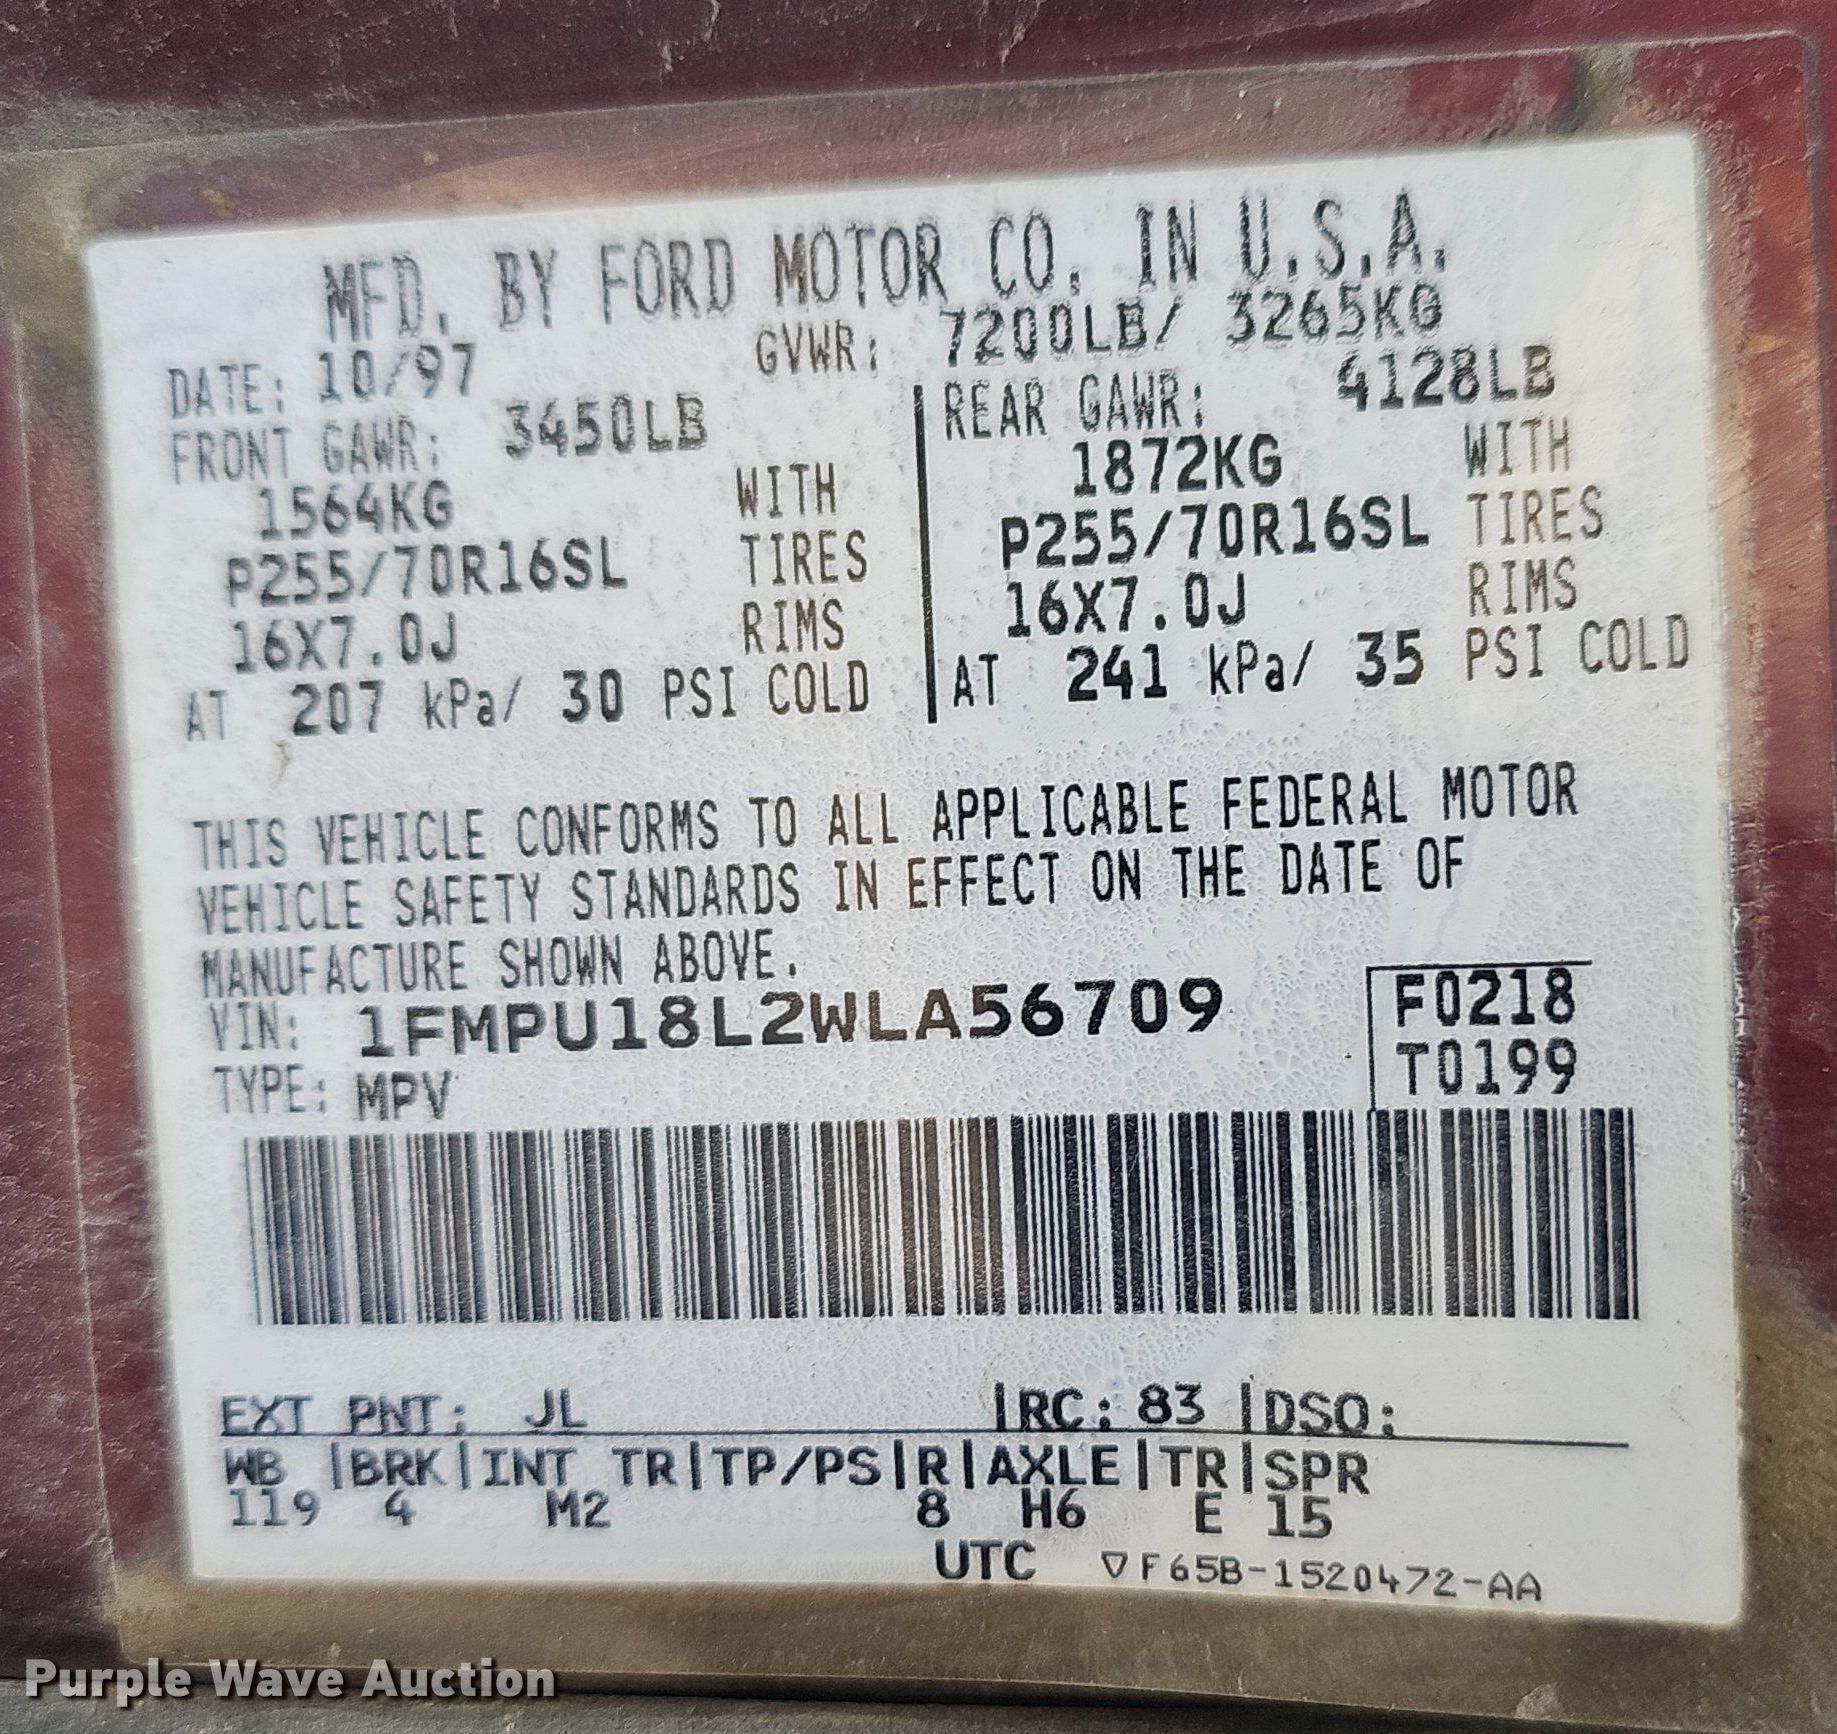 MFD. BY FORD MOTOR CO. IN U.S.A.
DATE: 10/97 GVWR: 7200LB/ 3265KG
FRONT GAWR: 3450LB REAR GAWR: 4128LB
1564KG WITH 1872KG WITH
P255/70R16SL TIRES P255/70R16SL TIRES
16X7.0J RIMS 16X7.0J RIMS
AT 207 kPa/ 30 PSI COLD AT 241 kPa/ 35 PSI COLD
THIS VEHICLE CONFORMS TO ALL APPLICABLE FEDERAL MOTOR
VEHICLE SAFETY STANDARDS IN EFFECT ON THE DATE OF
MANUFACTURE SHOWN ABOVE.
VIN: 1FMPU18L2WLA56709 F0218
TYPE: MPV T0199
EXT PNT: JL |RC: 83 |DSO:
WB |BRK|INT TR|TP/PS|R|AXLE|TR|SPR
119 4 M2 8 H6 E 15
UTC ▽F65B-1520472-AA
Purple Wave Auction